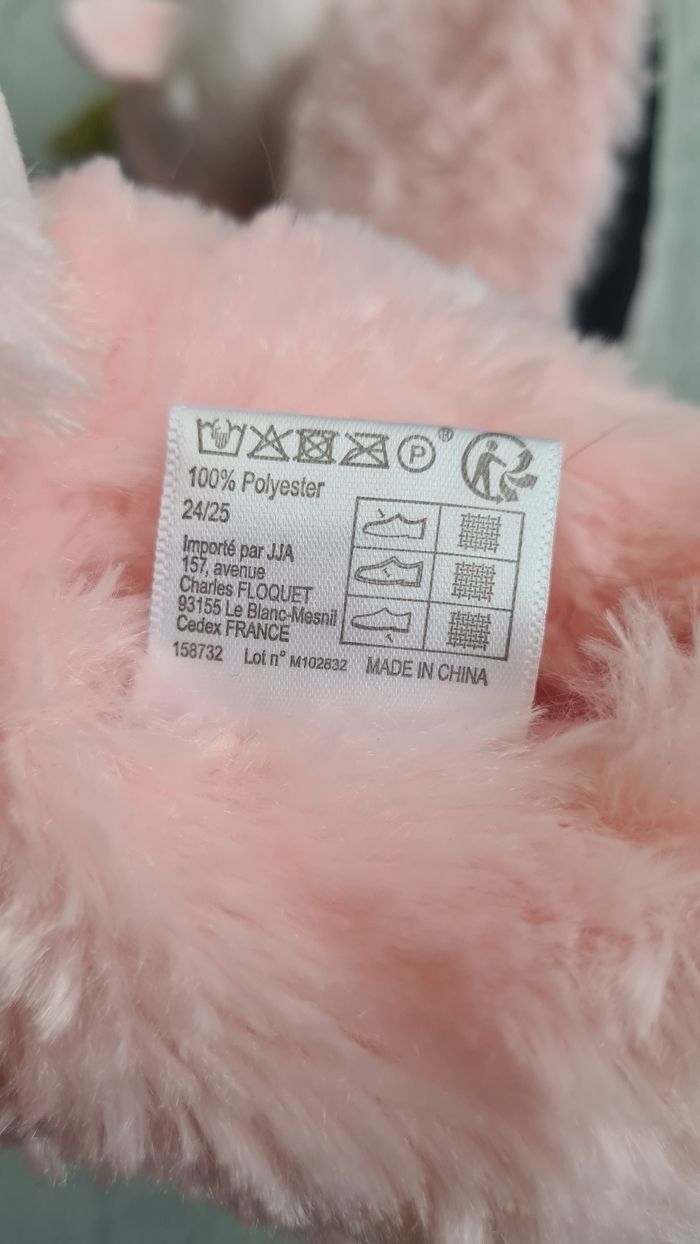 P ®
100% Polyester
24/25
Importé par JJA
157, avenue
Charles FLOQUET
93155 Le Blanc-Mesnil
Cedex FRANCE
158732 Lot n° M102832 MADE IN CHINA